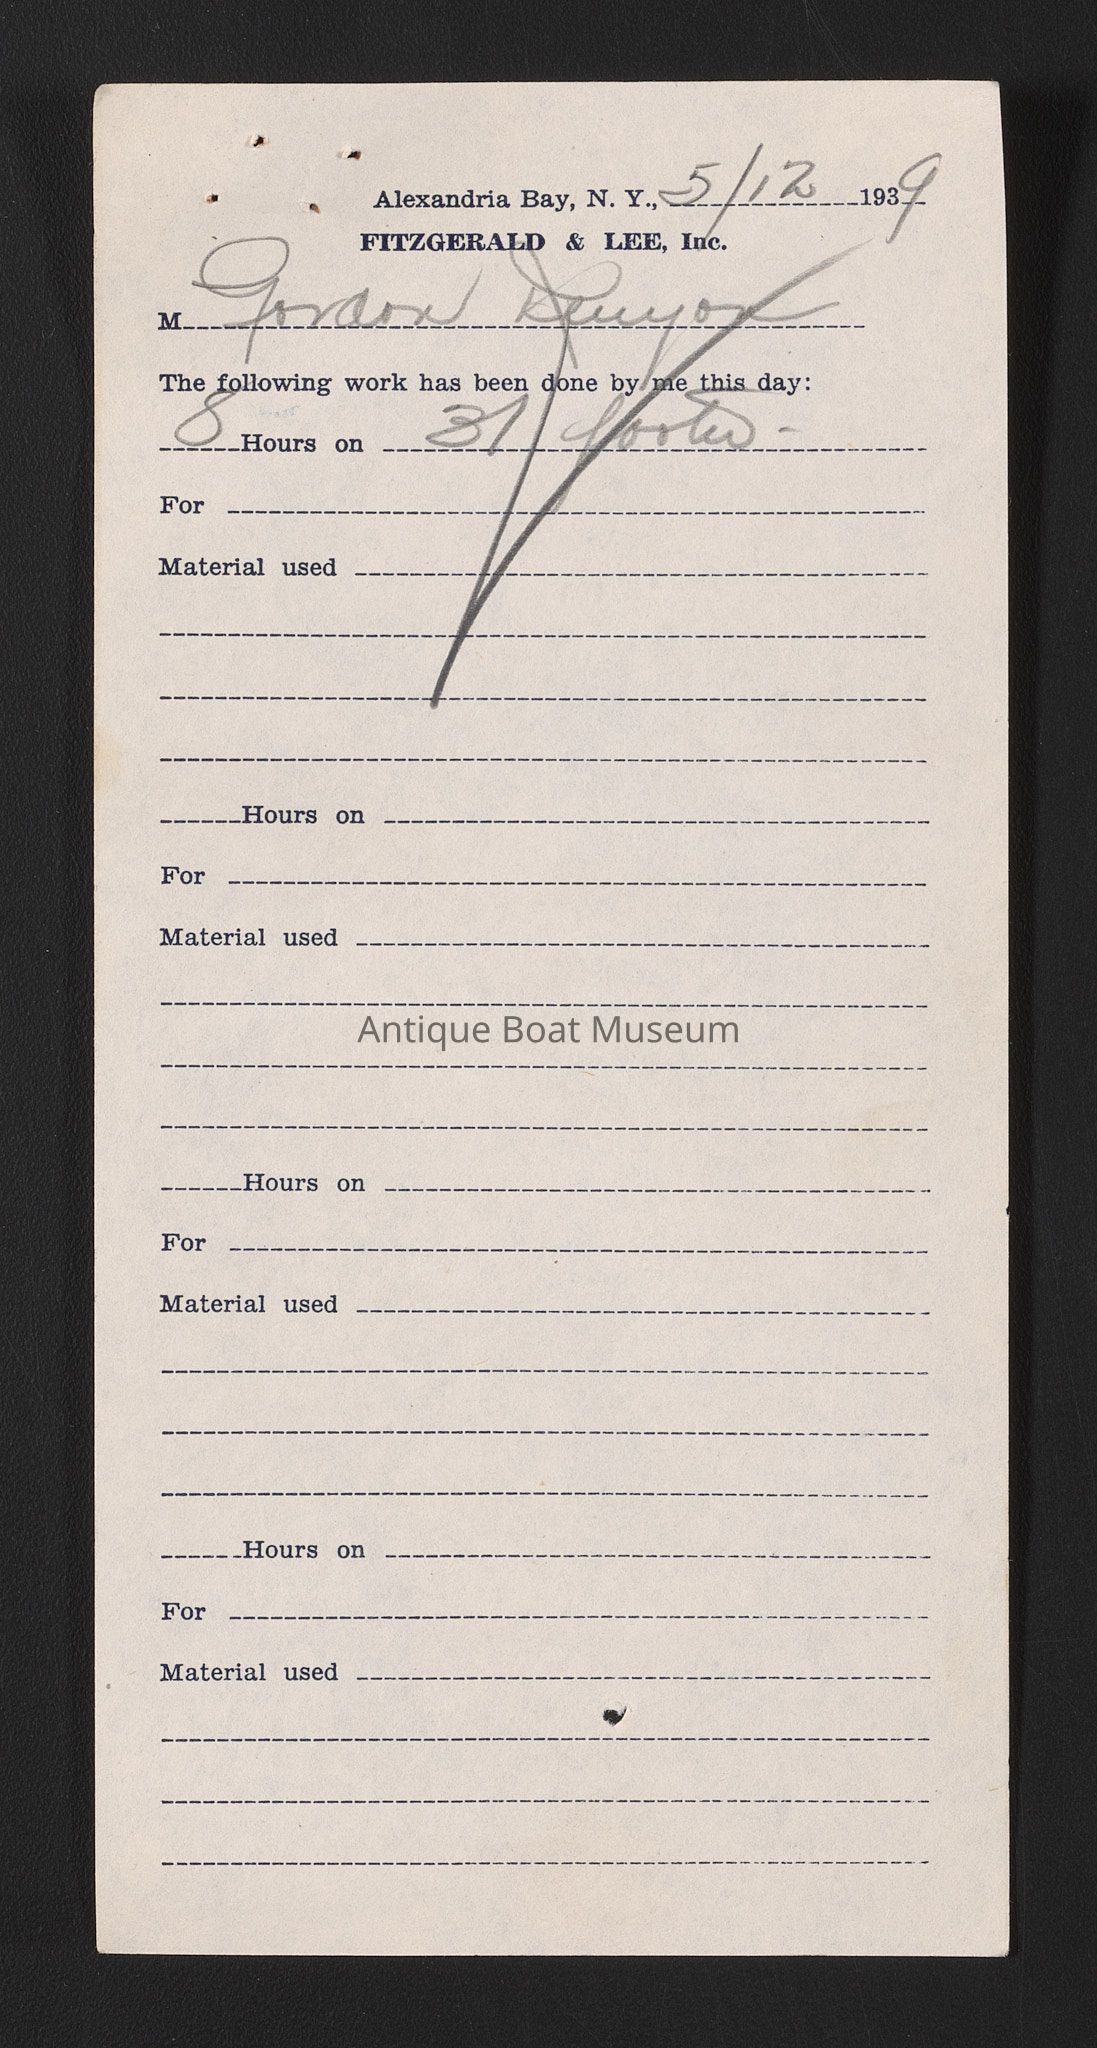 Alexandria Bay, N. Y., 5/12 1939
FITZGERALD & LEE, Inc.
M Gordon Kenyon
The following work has been done by me this day:
8 Hours on 31 footer -
For
Material used
Hours on
For
Material used
Antique Boat Museum
Hours on
For
Material used
Hours on
For
Material used